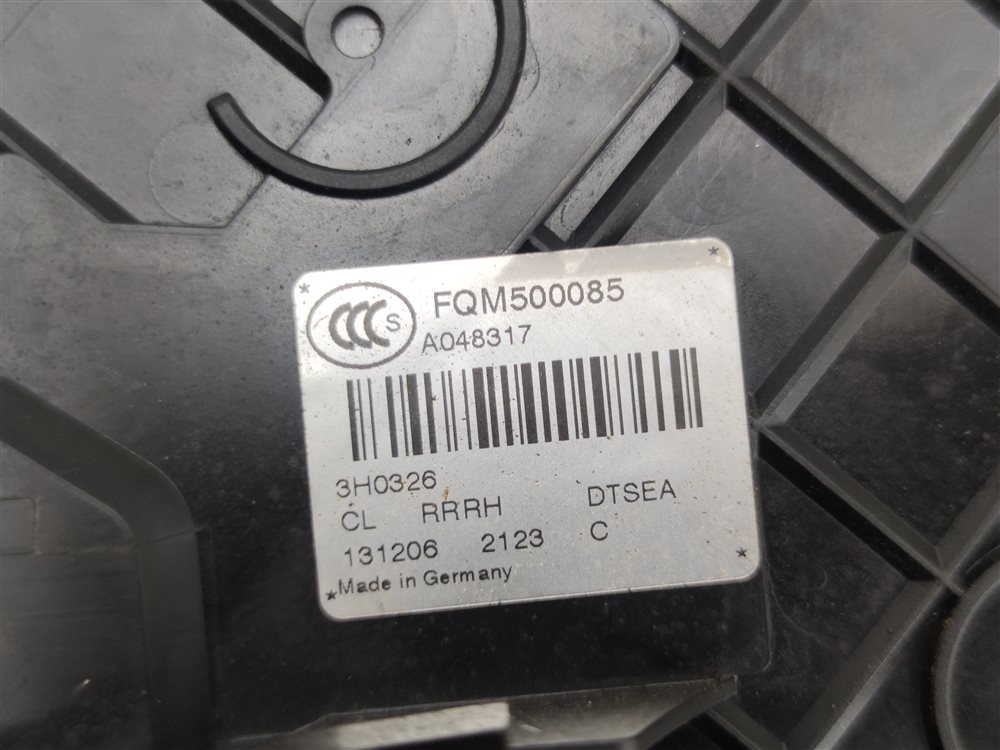 CCC S
FQM500085
A048317
3H0326
CL RRRH DTSEA
131206 2123 C
Made in Germany